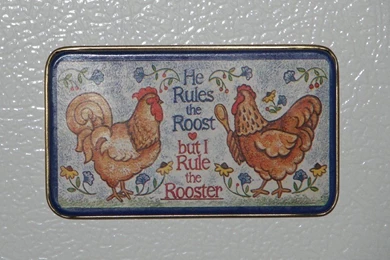 He
Rules
the
Roost
but I
Rule
the
Rooster